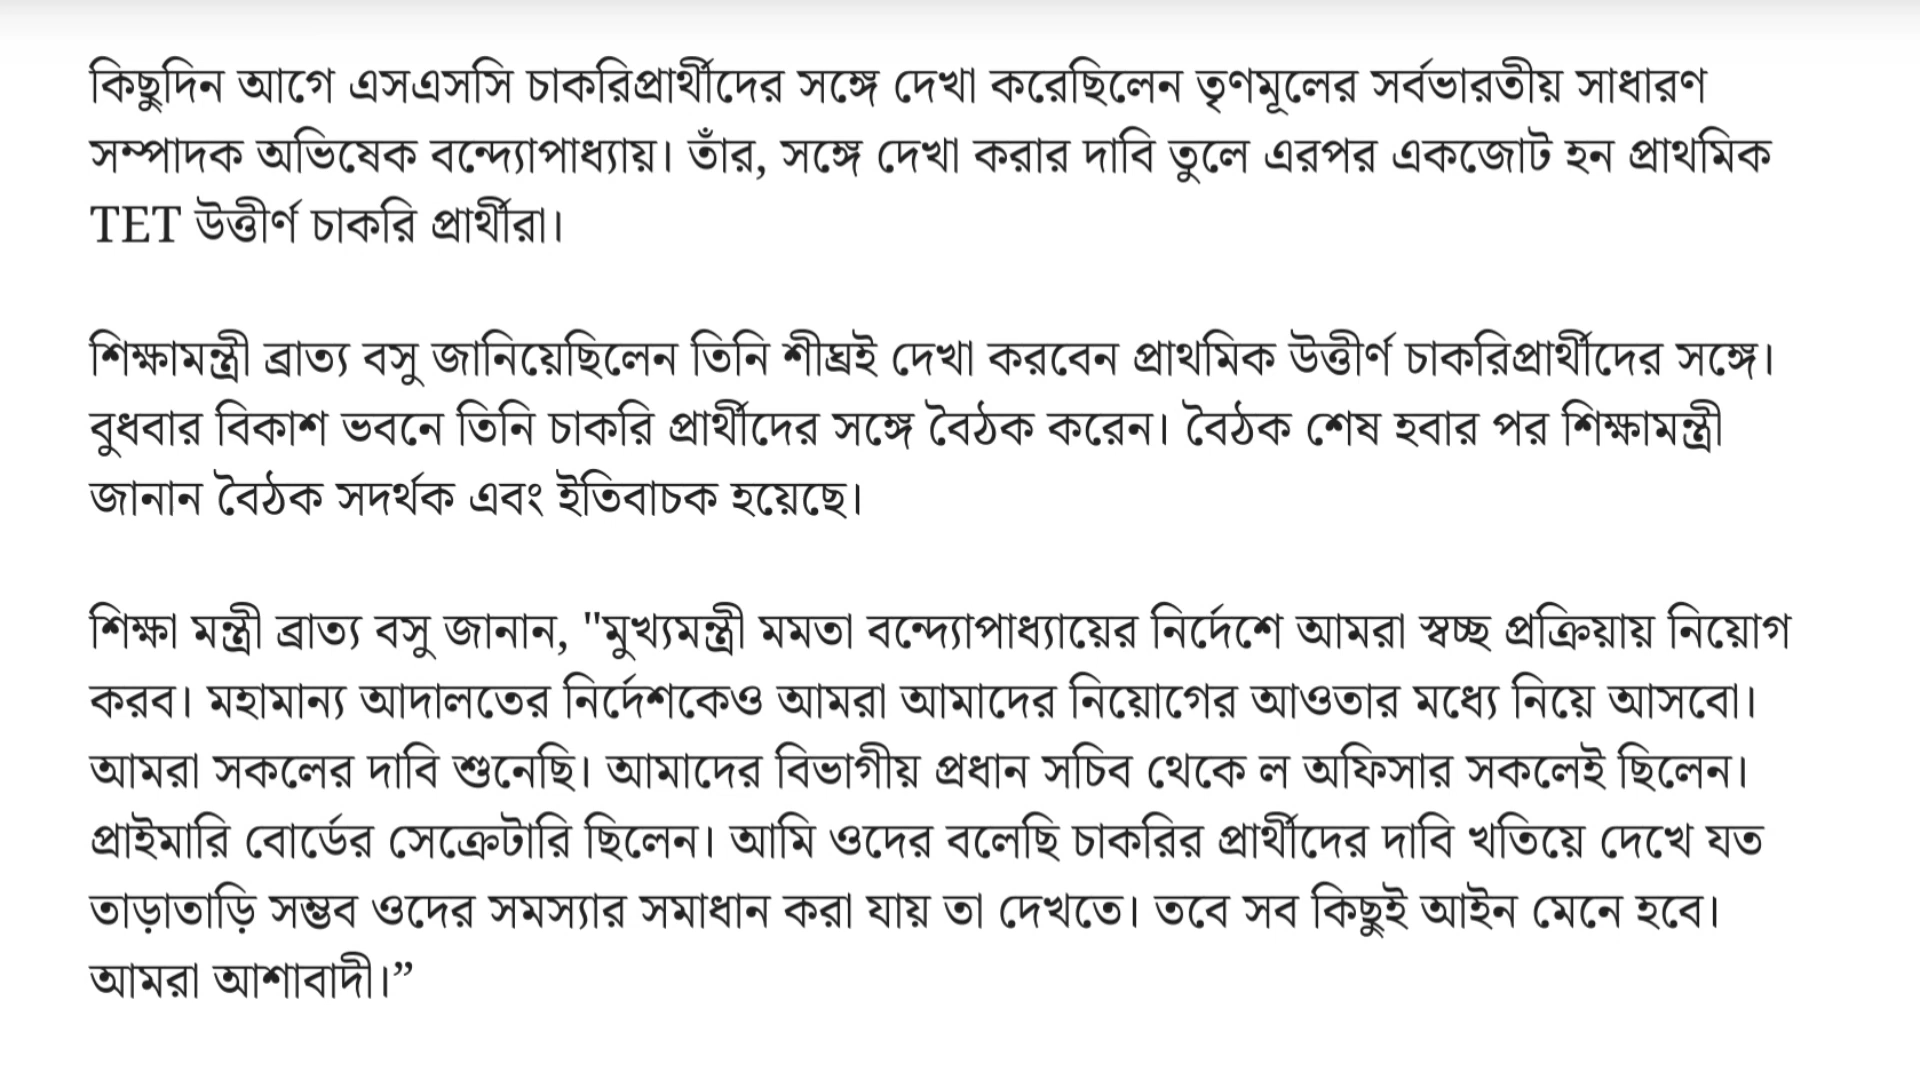 কিছুদিন আগে এসএসসি চাকরিপ্রার্থীদের সঙ্গে দেখা করেছিলেন তৃণমূলের সর্বভারতীয় সাধারণ
সম্পাদক অভিষেক বন্দ্যোপাধ্যায়। তাঁর, সঙ্গে দেখা করার দাবি তুলে এরপর একজোট হন প্রাথমিক
TET উত্তীর্ণ চাকরি প্রার্থীরা।
শিক্ষামন্ত্রী ব্রাত্য বসু জানিয়েছিলেন তিনি শীঘ্রই দেখা করবেন প্রাথমিক উত্তীর্ণ চাকরিপ্রার্থীদের সঙ্গে।
বুধবার বিকাশ ভবনে তিনি চাকরি প্রার্থীদের সঙ্গে বৈঠক করেন। বৈঠক শেষ হবার পর শিক্ষামন্ত্রী
জানান বৈঠক সদর্থক এবং ইতিবাচক হয়েছে।
শিক্ষা মন্ত্রী ব্রাত্য বসু জানান, "মুখ্যমন্ত্রী মমতা বন্দ্যোপাধ্যায়ের নির্দেশে আমরা স্বচ্ছ প্রক্রিয়ায় নিয়োগ
করব। মহামান্য আদালতের নির্দেশকেও আমরা আমাদের নিয়োগের আওতার মধ্যে নিয়ে আসবো।
আমরা সকলের দাবি শুনেছি। আমাদের বিভাগীয় প্রধান সচিব থেকে ল অফিসার সকলেই ছিলেন।
প্রাইমারি বোর্ডের সেক্রেটারি ছিলেন। আমি ওদের বলেছি চাকরির প্রার্থীদের দাবি খতিয়ে দেখে যত
তাড়াতাড়ি সম্ভব ওদের সমস্যার সমাধান করা যায় তা দেখতে। তবে সব কিছুই আইন মেনে হবে।
আমরা আশাবাদী।”